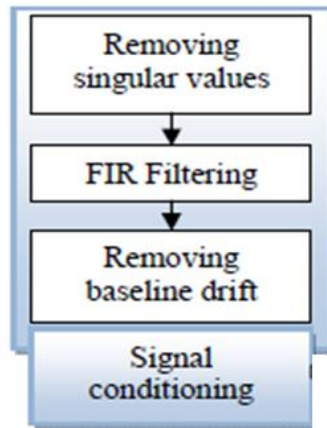 Removing
singular values
FIR Filtering
Removing
baseline drift
Signal
conditioning